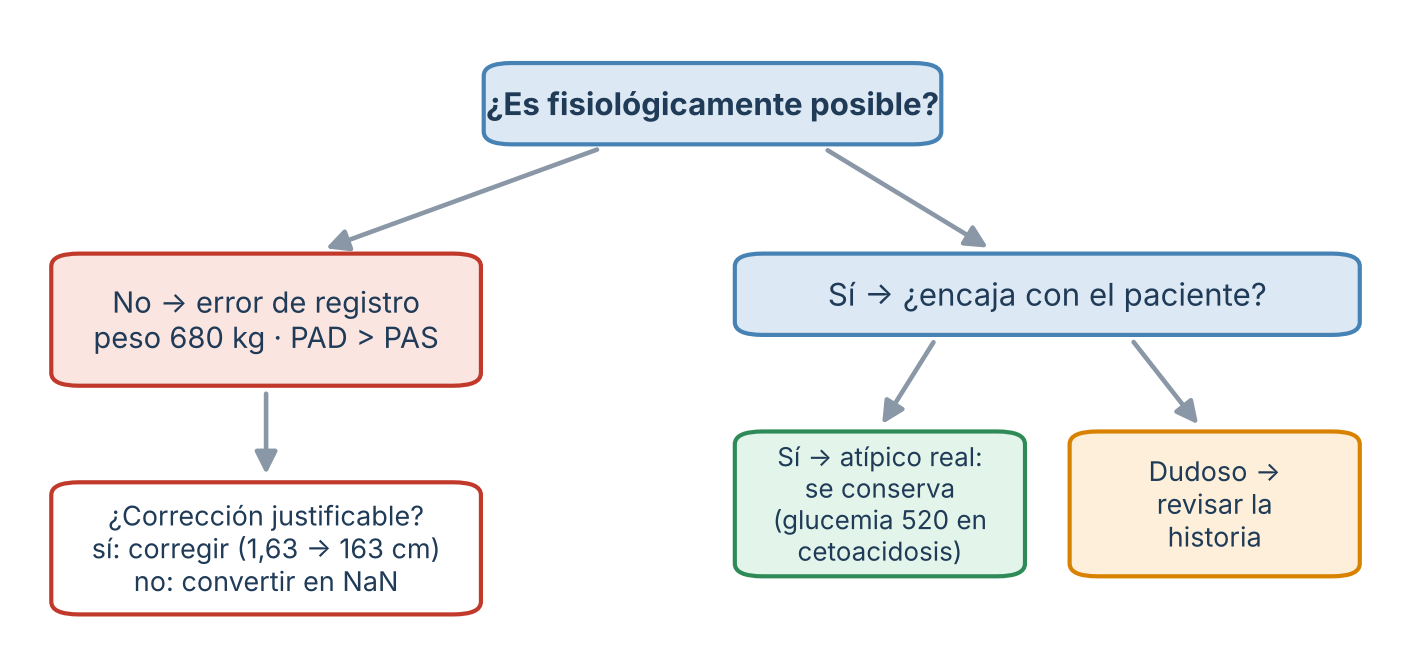 ¿Es fisiológicamente posible?
No → error de registro
peso 680 kg · PAD > PAS
Sí → ¿encaja con el paciente?
¿Corrección justificable?
sí: corregir (1,63 → 163 cm)
no: convertir en NaN
Sí → atípico real:
se conserva
(glucemia 520 en
cetoacidosis)
Dudoso →
revisar la
historia